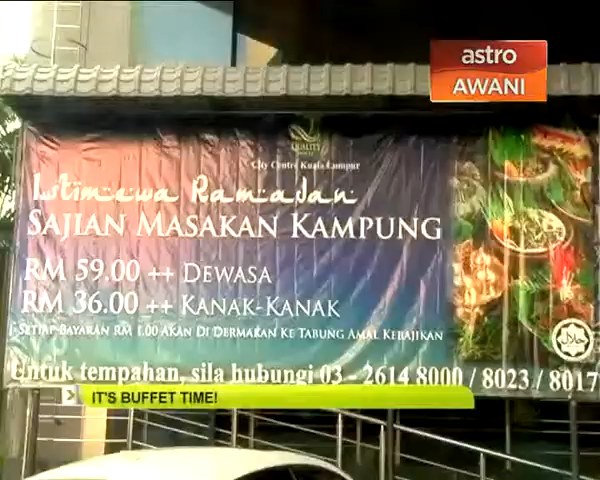 astro
AWANI
QUALITY
City Centre Kuala Lumpur
Istimewa Ramadan
SAJIAN MASAKAN KAMPUNG
RM 59.00 ++ DEWASA
RM 36.00 ++ KANAK-KANAK
SETIAP BAYARAN RM 1.00 AKAN DI DERMAKAN KE TABUNG AMAL KEBAJIKAN
Untuk tempahan, sila hubungi 03 - 2614 8000 / 8023 / 8017
IT'S BUFFET TIME!